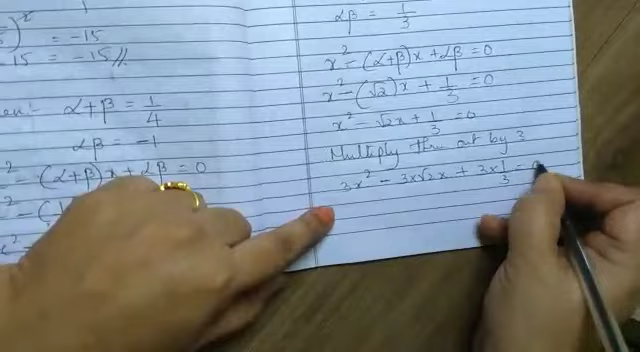 = -15
-15 = -15 //
α+β = 1/4
αβ = -1
-(α+β)x + αβ = 0
αβ = 1/3
x² - (α+β)x + αβ = 0
x² - (√2)x + 1/3 = 0
x² - √2x + 1/3 = 0
Multiply thru out by 3
3x² - 3x√2x + 3x1/3 = 0